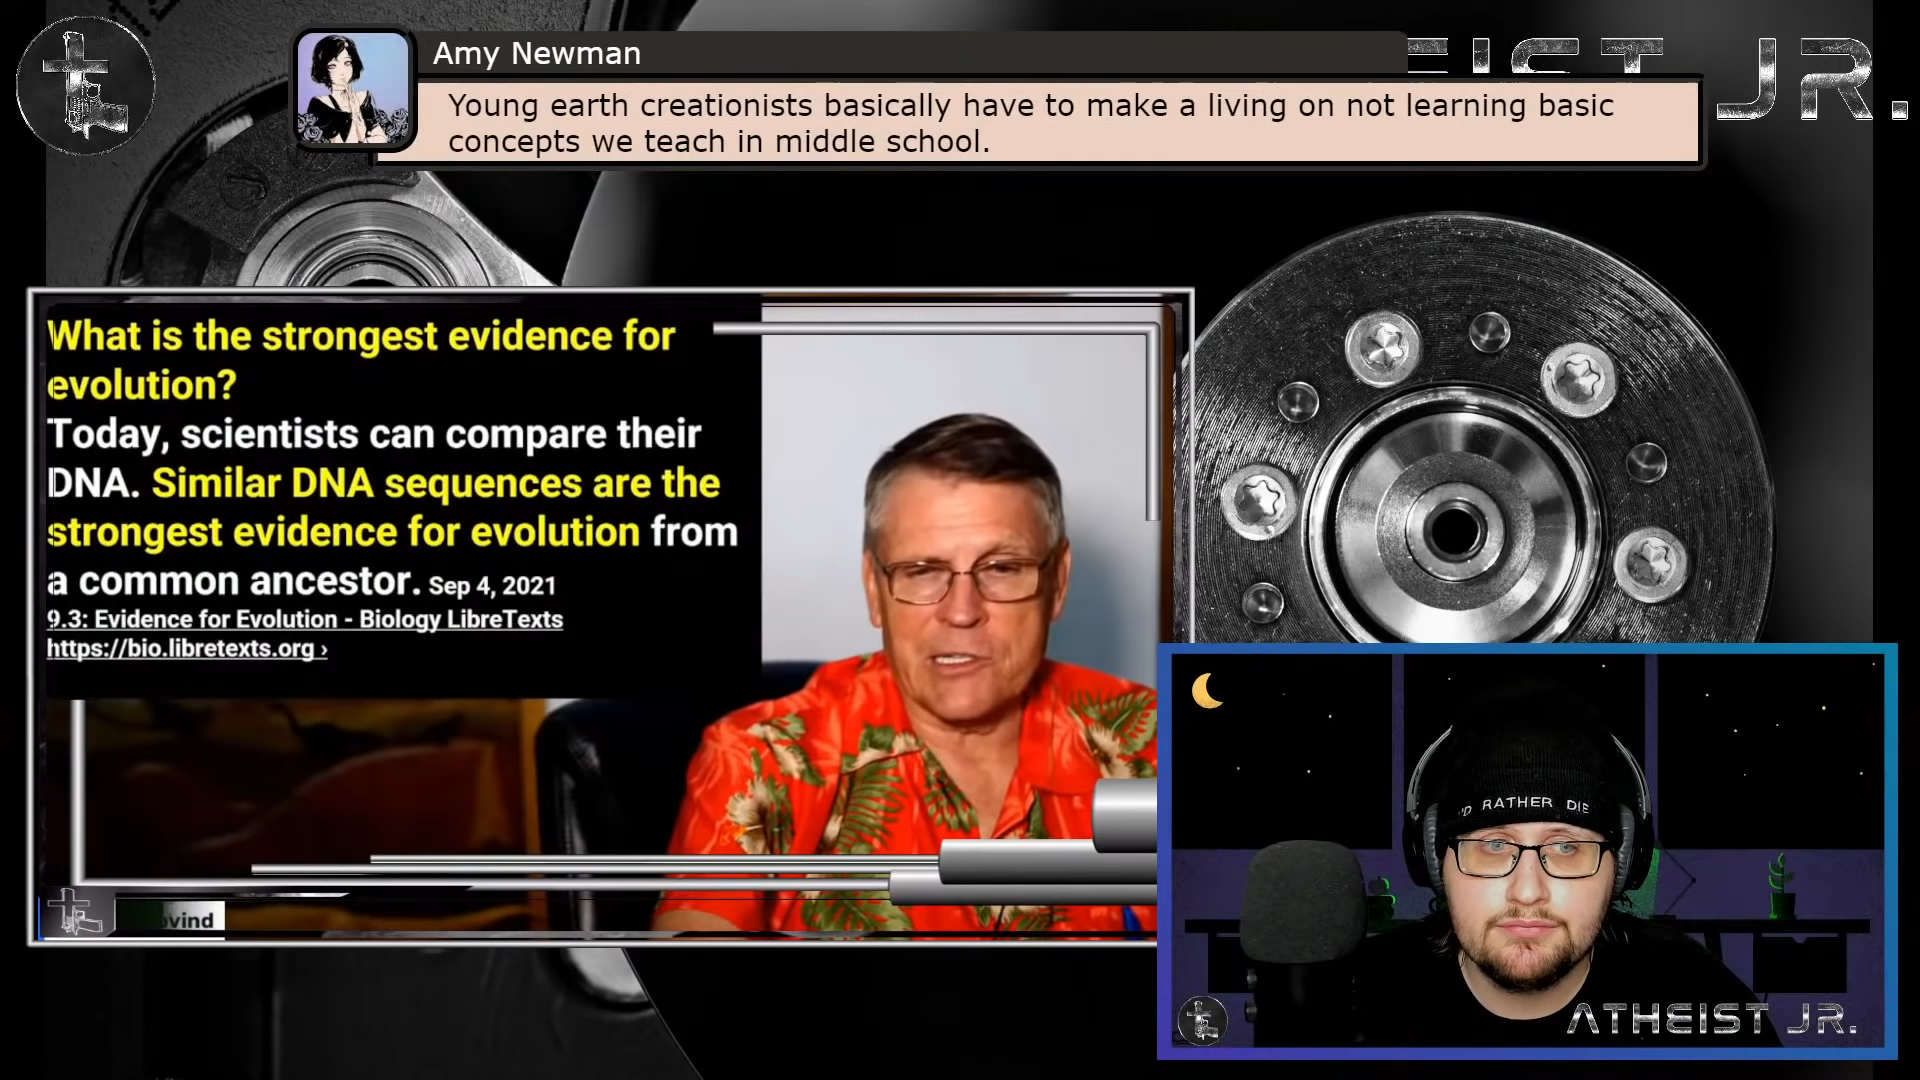 Amy Newman
EIST JR.
Young earth creationists basically have to make a living on not learning basic
concepts we teach in middle school.
What is the strongest evidence for
evolution?
Today, scientists can compare their
DNA. Similar DNA sequences are the
strongest evidence for evolution from
a common ancestor. Sep 4, 2021
9.3: Evidence for Evolution - Biology LibreTexts
https://bio.libretexts.org ›
ovind
'D RATHER DIE
ATHEIST JR.